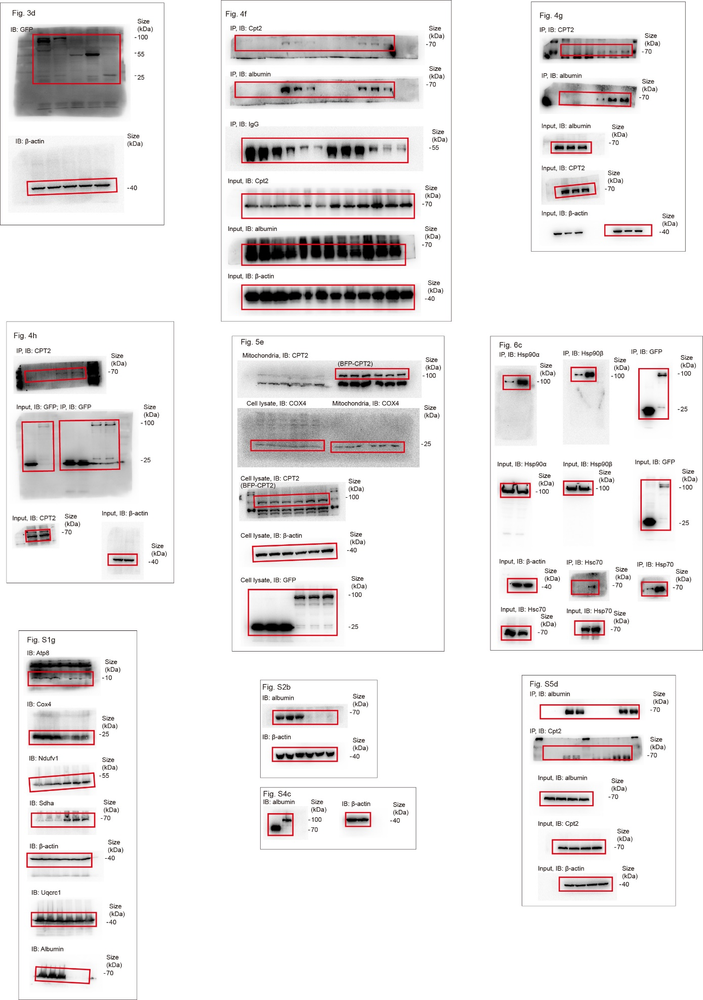 Fig. 3d
IB: GFP
Size
(kDa)
-100
-55
-25
IB: β-actin
Size
(kDa)
-40
Fig. 4f
IP, IB: Cpt2
Size
(kDa)
-70
IP, IB: albumin
Size
(kDa)
-70
IP, IB: IgG
Size
(kDa)
-55
Input, IB: Cpt2
Size
(kDa)
-70
Input, IB: albumin
Size
(kDa)
-70
Input, IB: β-actin
Size
(kDa)
-40
Fig. 4g
IP, IB: CPT2
Size
(kDa)
-70
IP, IB: albumin
Size
(kDa)
-70
Input, IB: albumin
Size
(kDa)
-70
Input, IB: CPT2
Size
(kDa)
-70
Input, IB: β-actin
Size
(kDa)
-40
Fig. 4h
IP, IB: CPT2
Size
(kDa)
-70
Input, IB: GFP; IP, IB: GFP
Size
(kDa)
-100
-25
Input, IB: CPT2
Size
(kDa)
-70
Input, IB: β-actin
Size
(kDa)
-40
Fig. 5e
Mitochondria, IB: CPT2
(BFP-CPT2)
Size
(kDa)
-100
Cell lysate, IB: COX4
Mitochondria, IB: COX4
Size
(kDa)
-25
Cell lysate, IB: CPT2
(BFP-CPT2)
Size
(kDa)
-100
Cell lysate, IB: β-actin
Size
(kDa)
-40
Cell lysate, IB: GFP
Size
(kDa)
-100
-25
Fig. 6c
IP, IB: Hsp90α
Size
(kDa)
-100
IP, IB: Hsp90β
Size
(kDa)
-100
IP, IB: GFP
Size
(kDa)
-100
-25
Input, IB: Hsp90α
Size
(kDa)
-100
Input, IB: Hsp90β
Size
(kDa)
-100
Input, IB: GFP
Size
(kDa)
-100
-25
Input, IB: β-actin
Size
(kDa)
-40
IP, IB: Hsc70
Size
(kDa)
-70
IP, IB: Hsp70
Size
(kDa)
-70
Input, IB: Hsc70
Size
(kDa)
-70
Input, IB: Hsp70
Size
(kDa)
-70
Fig. S1g
IB: Atp8
Size
(kDa)
-10
IB: Cox4
Size
(kDa)
-25
IB: Ndufv1
Size
(kDa)
-55
IB: Sdha
Size
(kDa)
-70
IB: β-actin
Size
(kDa)
-40
IB: Uqcrc1
Size
(kDa)
-40
IB: Albumin
Size
(kDa)
-70
Fig. S2b
IB: albumin
Size
(kDa)
-70
IB: β-actin
Size
(kDa)
-40
Fig. S4c
IB: albumin
Size
(kDa)
-100
-70
IB: β-actin
Size
(kDa)
-40
Fig. S5d
IP, IB: albumin
Size
(kDa)
-70
IP, IB: Cpt2
Size
(kDa)
-70
Input, IB: albumin
Size
(kDa)
-70
Input, IB: Cpt2
Size
(kDa)
-70
Input, IB: β-actin
Size
(kDa)
-40